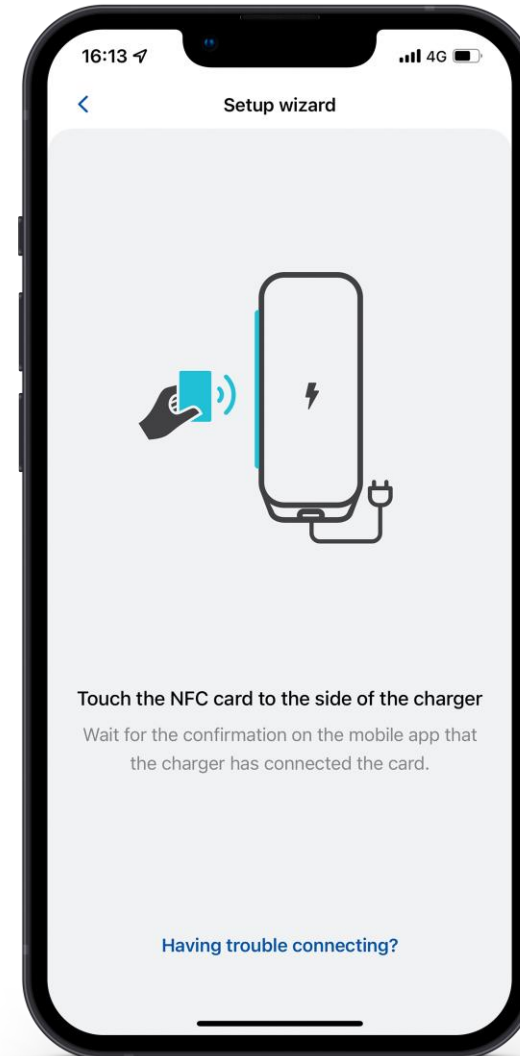 16:13
4G
Setup wizard
Touch the NFC card to the side of the charger
Wait for the confirmation on the mobile app that
the charger has connected the card.
Having trouble connecting?